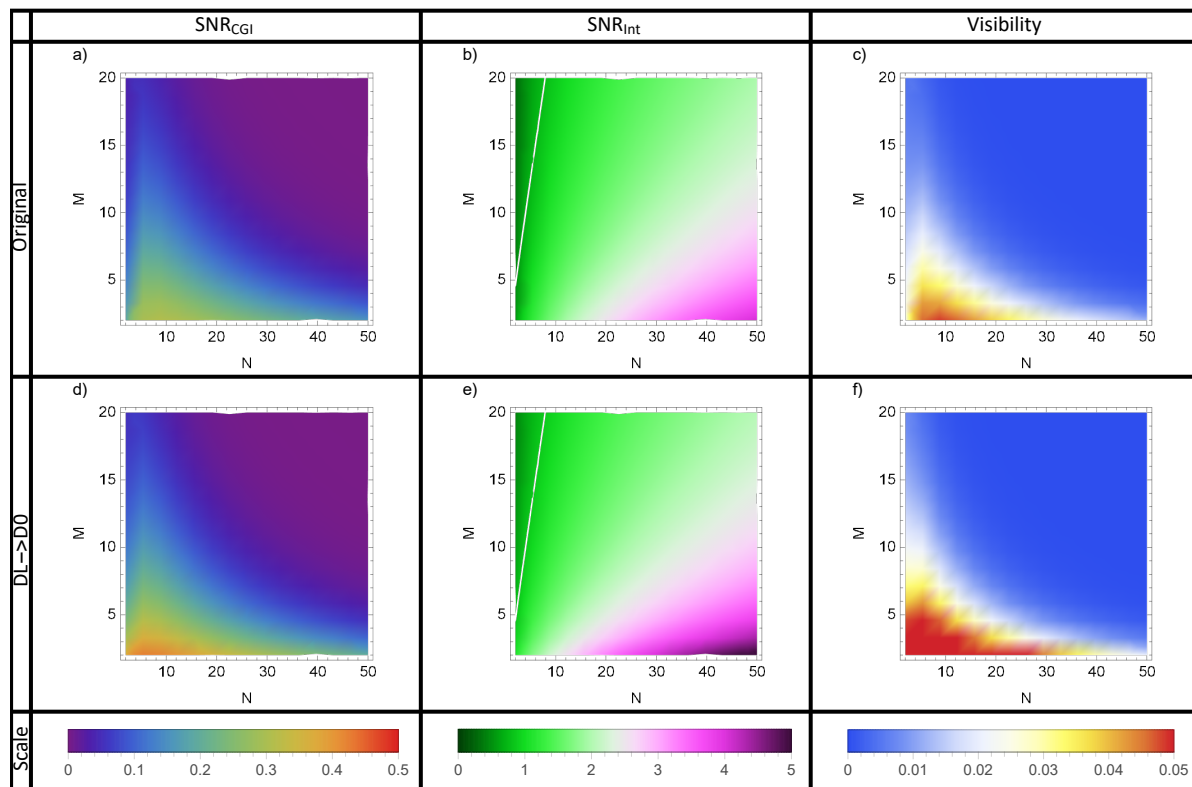 SNRCGI SNRInt Visibility
Original
a) b) c)
20 20 20
15 15 15
M M M
10 10 10
5 5 5
10 20 30 40 50 10 20 30 40 50 10 20 30 40 50
N N N
DL->D0
d) e) f)
20 20 20
15 15 15
M M M
10 10 10
5 5 5
10 20 30 40 50 10 20 30 40 50 10 20 30 40 50
N N N
Scale
0 0.1 0.2 0.3 0.4 0.5 0 1 2 3 4 5 0 0.01 0.02 0.03 0.04 0.05